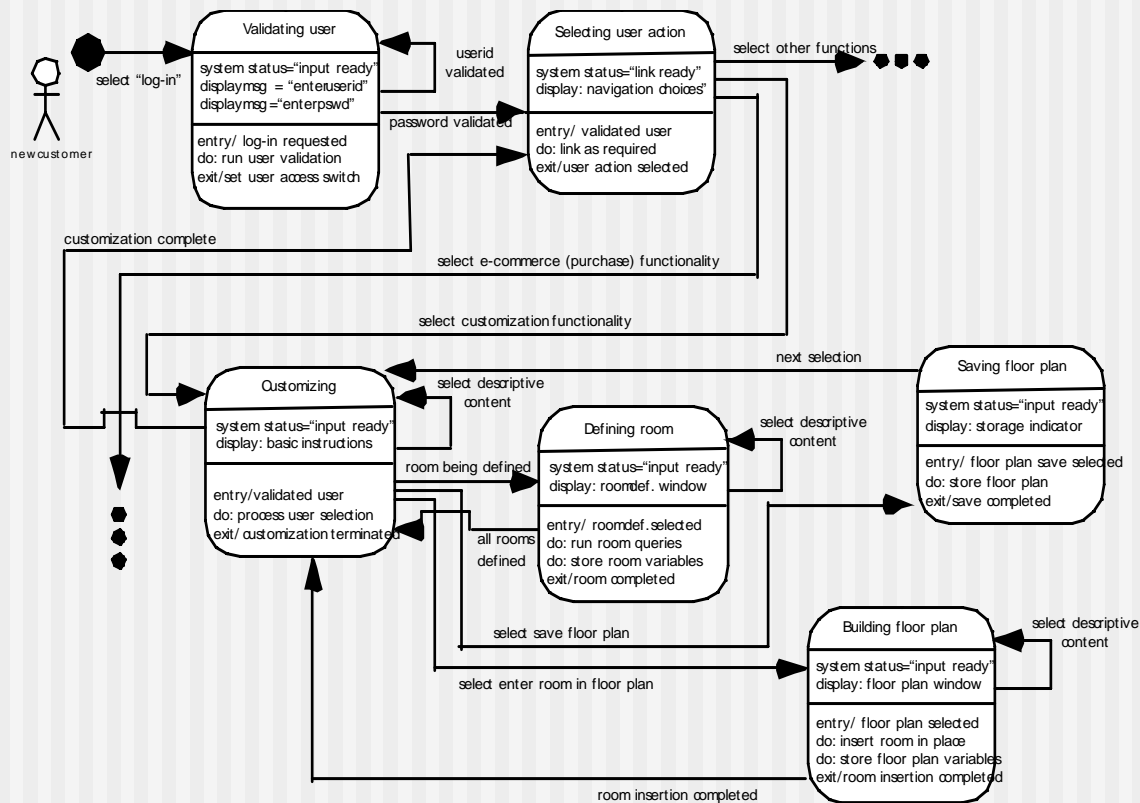 Validating user
system status="input ready"
displaymsg = "enteruserid"
displaymsg ="enterpswd"
entry/ log-in requested
do: run user validation
exit/set user access switch
select "log-in"
newcustomer
userid
validated
password validated
Selecting user action
system status="link ready"
display: navigation choices"
entry/ validated user
do: link as required
exit/user action selected
select other functions
customization complete
select e-commerce (purchase) functionality
select customization functionality
next selection
Customizing
system status="input ready"
display: basic instructions
entry/validated user
do: process user selection
exit/ customization terminated
select descriptive
content
room being defined
all rooms
defined
Defining room
system status="input ready"
display: roomdef. window
entry/ roomdef. selected
do: run room queries
do: store room variables
exit/room completed
select descriptive
content
Saving floor plan
system status="input ready"
display: storage indicator
entry/ floor plan save selected
do: store floor plan
exit/save completed
select save floor plan
select enter room in floor plan
Building floor plan
system status="input ready"
display: floor plan window
entry/ floor plan selected
do: insert room in place
do: store floor plan variables
exit/room insertion completed
select descriptive
content
room insertion completed